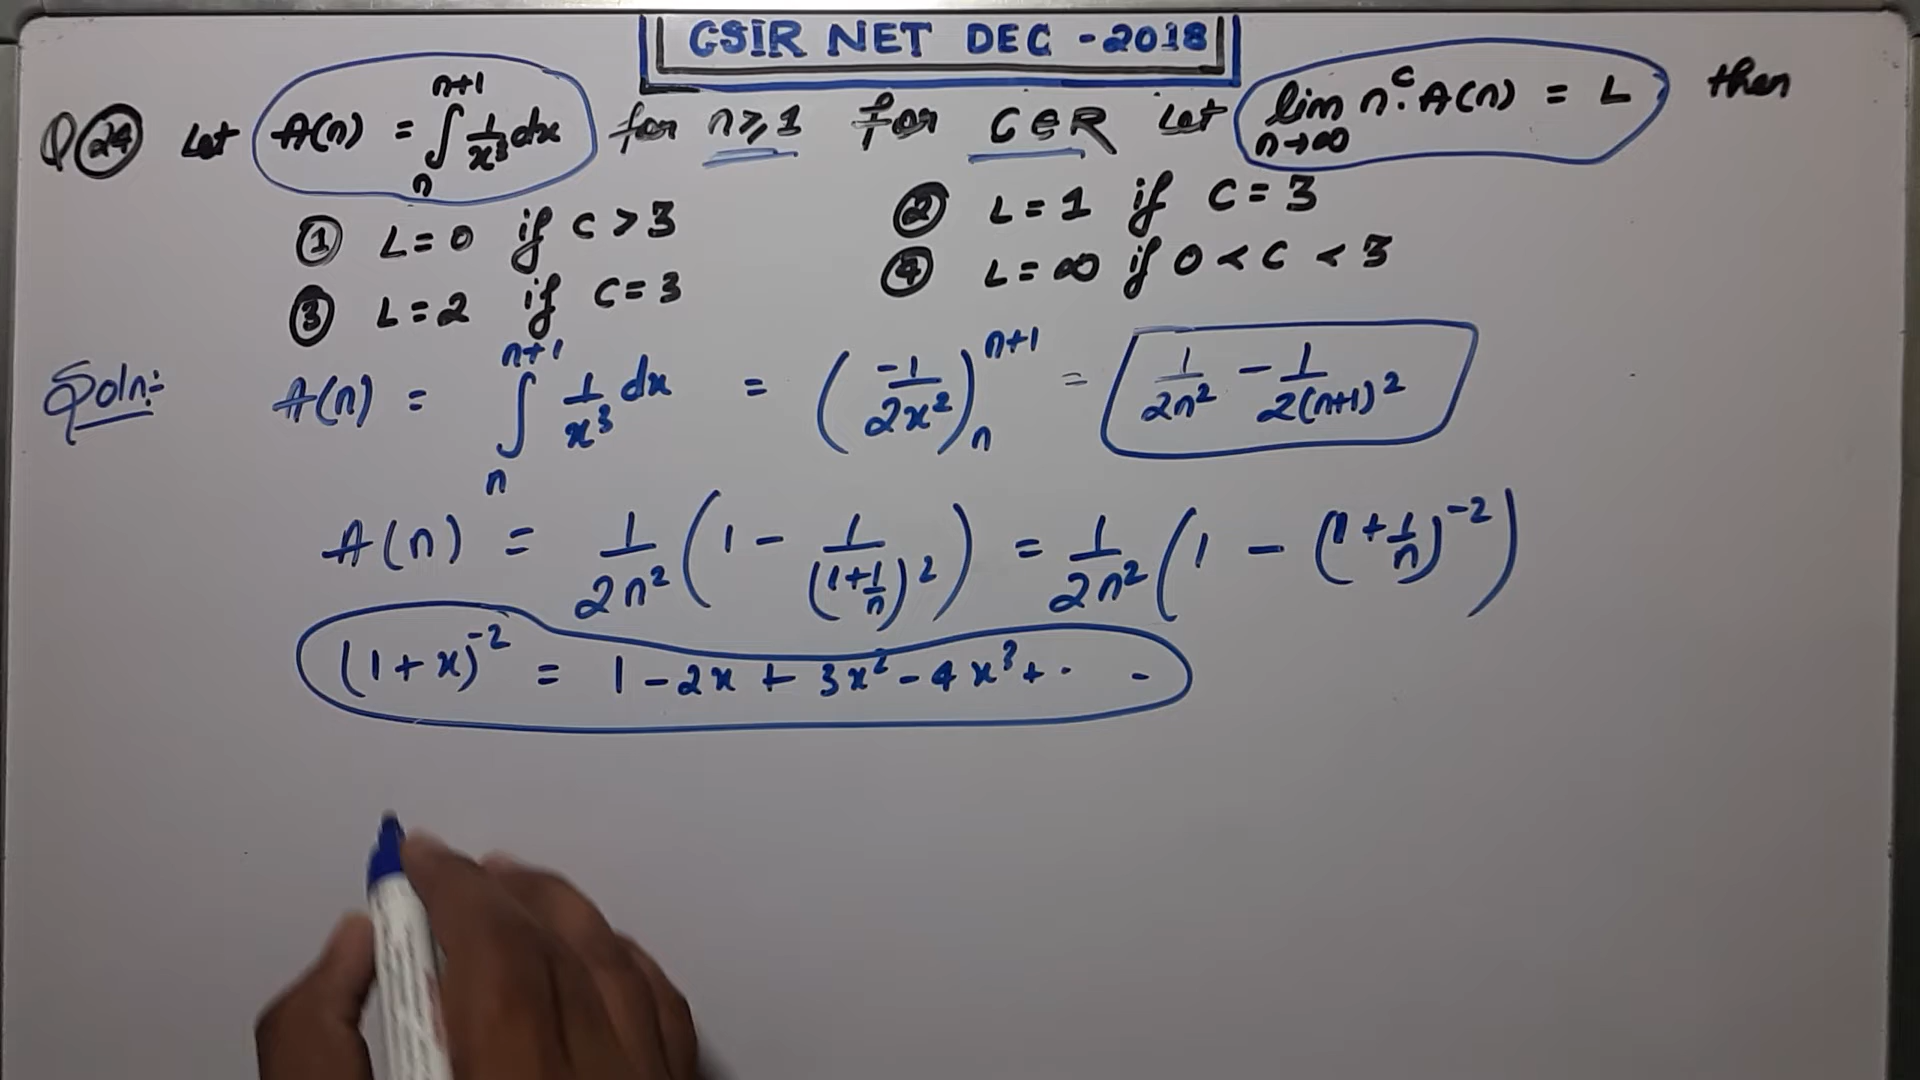 CSIR NET DEC - 2018
Q 24 Let A(n) = ∫_n^{n+1} 1/x³ dx for n ≥ 1 for C ∈ R Let lim_{n→∞} n^c. A(n) = L then
① L = 0 if C > 3
② L = 1 if C = 3
③ L = 2 if C = 3
④ L = ∞ if 0 < C < 3
Soln:- A(n) = ∫_n^{n+1} 1/x³ dx = (-1/2x²)_n^{n+1} = 1/2n² - 1/2(n+1)²
A(n) = 1/2n² (1 - 1/(1+1/n)²) = 1/2n² (1 - (1+1/n)^{-2})
(1+x)^{-2} = 1 - 2x + 3x² - 4x³ + . . -